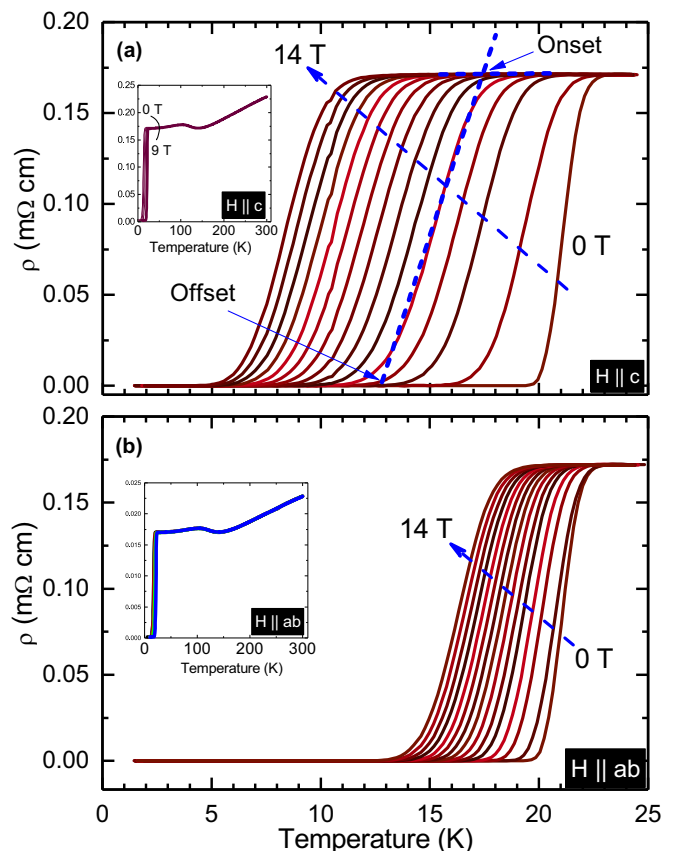 (a)
14 T
Onset
0 T
Offset
H || c
ρ (mΩ cm)
0.20
0.15
0.10
0.05
0.00
0.25
0.20
0.15
0.10
0.05
0.00
0 T
9 T
H || c
0 100 200 300
Temperature (K)
(b)
14 T
0 T
H || ab
ρ (mΩ cm)
0.20
0.15
0.10
0.05
0.00
0.025
0.020
0.015
0.010
0.005
0.000
H || ab
0 100 200 300
Temperature (K)
0 5 10 15 20 25
Temperature (K)